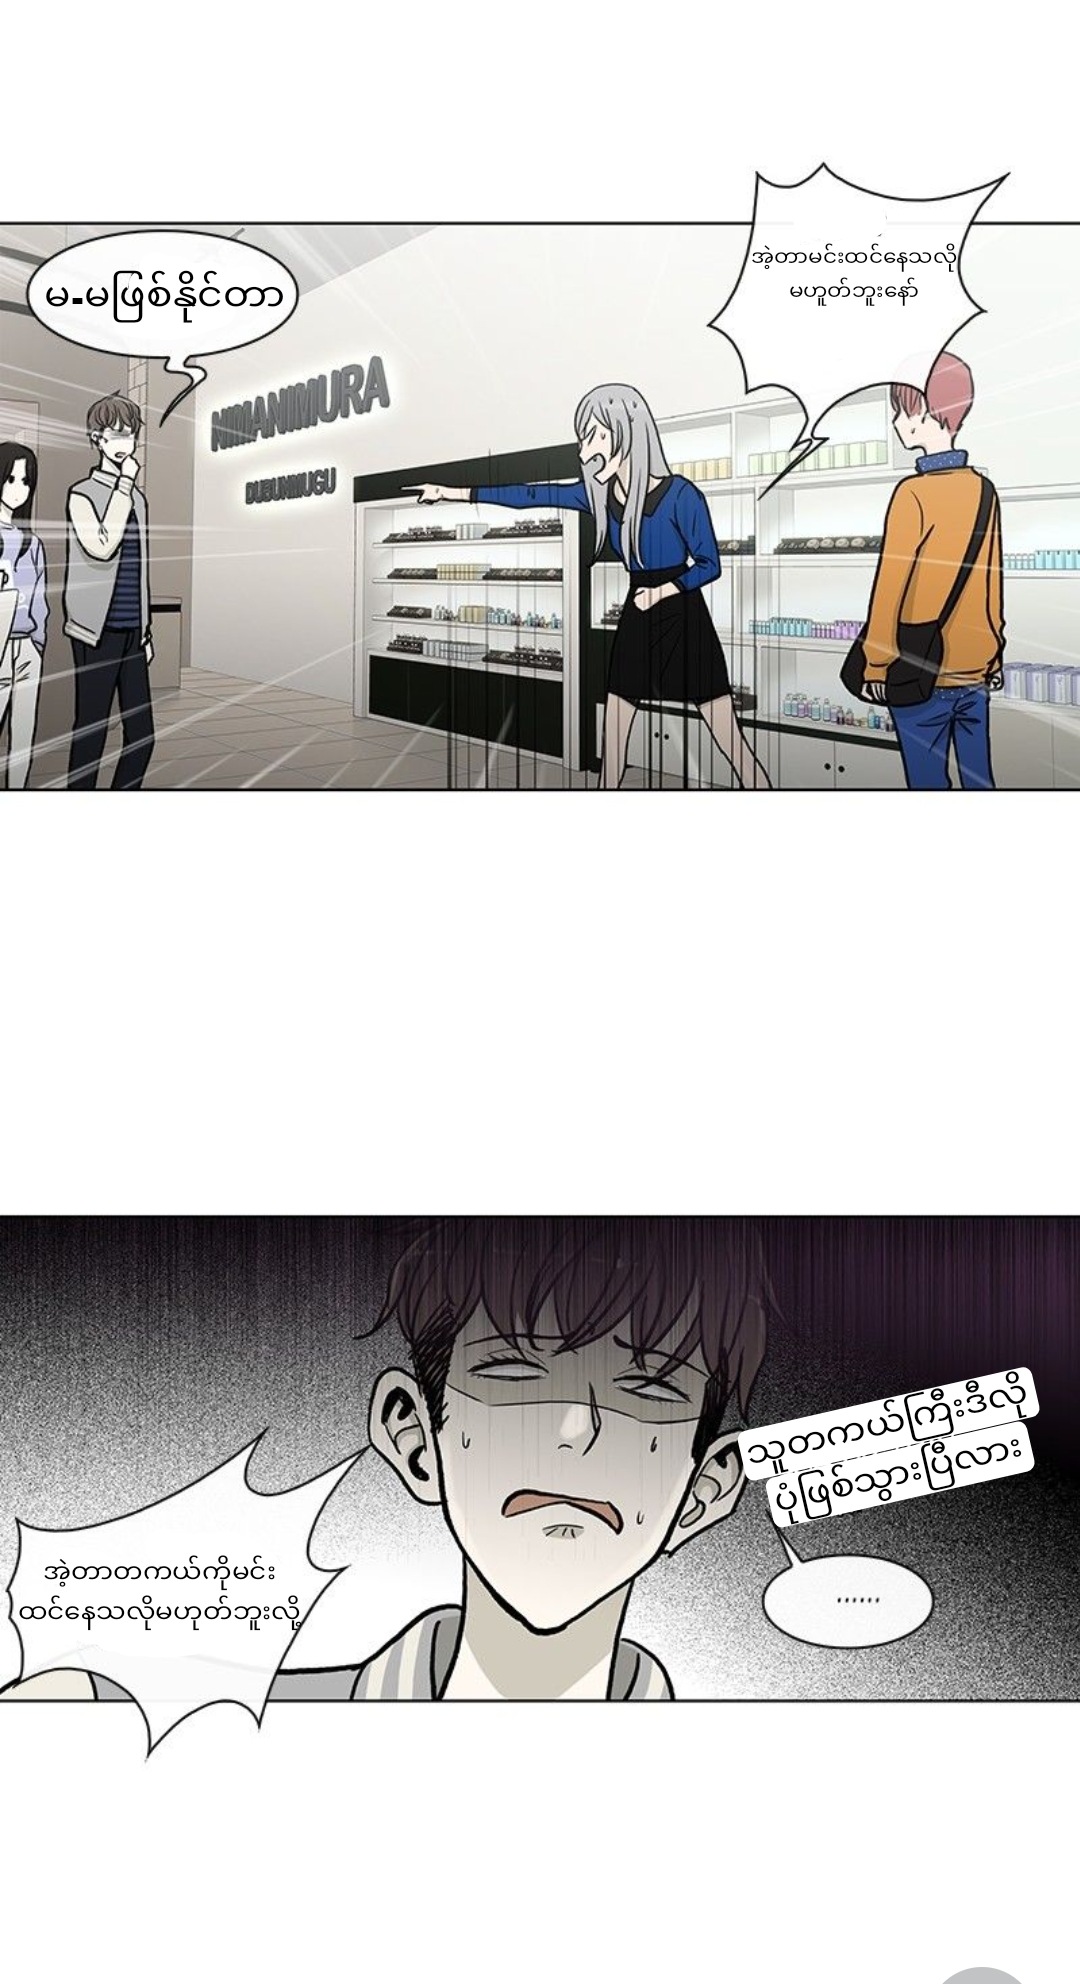 မ-မဖြစ်နိုင်တာ
အဲ့တာမင်းထင်နေသလို
မဟူတ်ဘူးနော်
NIMANIMURA
DUBUNMUGU
သူတကယ်ကြီးဒီလို
ပုံဖြစ်သွားပြီလား
အဲ့တာတကယ်ကိုမင်း
ထင်နေသလိုမဟုတ်ဘူးလို့
......